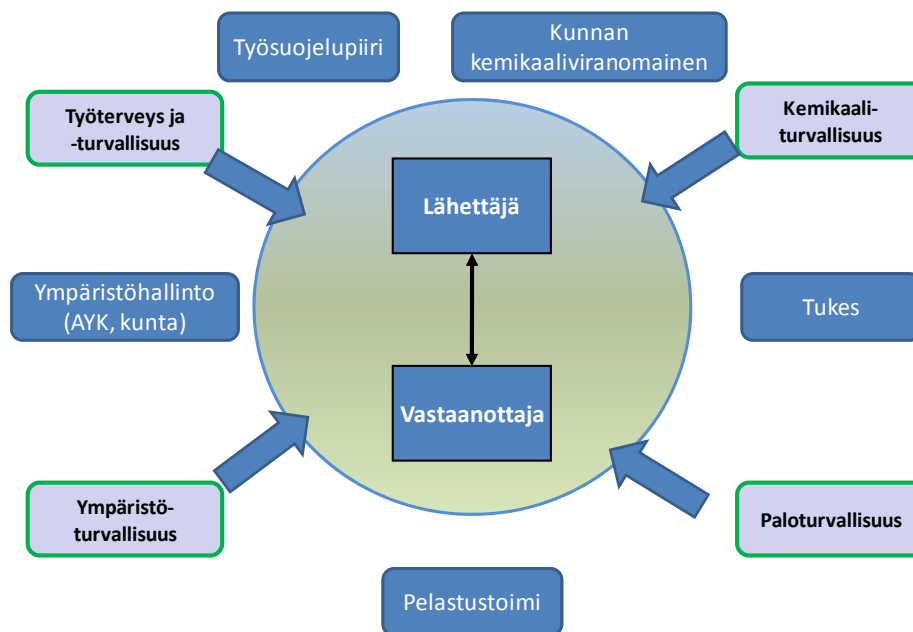 Työsuojelupiiri
Kunnan
kemikaaliviranomainen
Työterveys ja
-turvallisuus
Kemikaali-
turvallisuus
Lähettäjä
Ympäristöhallinto
(AYK, kunta)
Tukes
Vastaanottaja
Ympäristö-
turvallisuus
Paloturvallisuus
Pelastustoimi